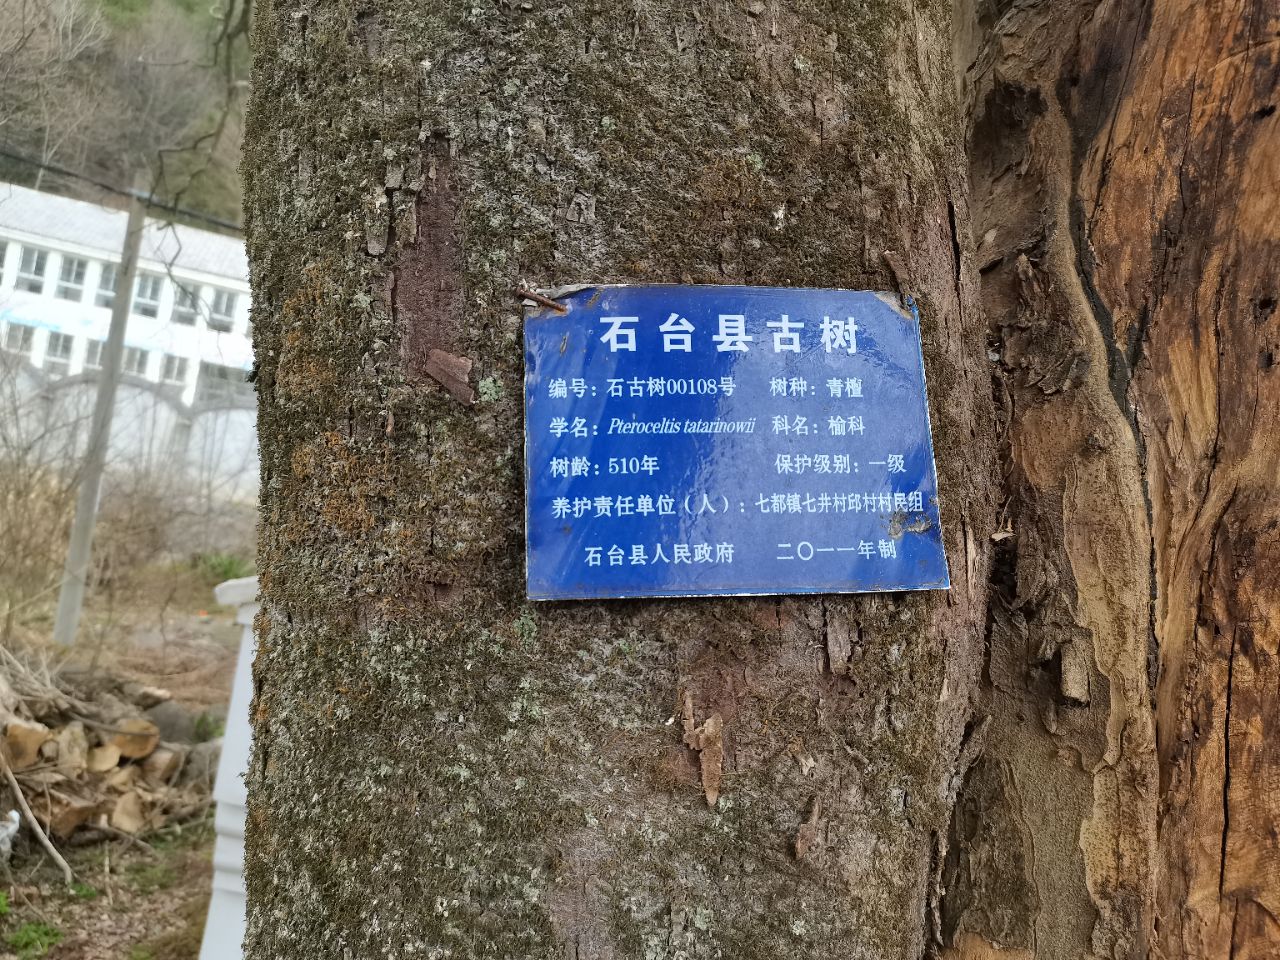 石台县古树
编号：石古树00108号 树种：青檀
学名：Pteroceltis tatarinowii 科名：榆科
树龄：510年 保护级别：一级
养护责任单位（人）：七都镇七井村邱村村民组
石台县人民政府 二〇一一年制